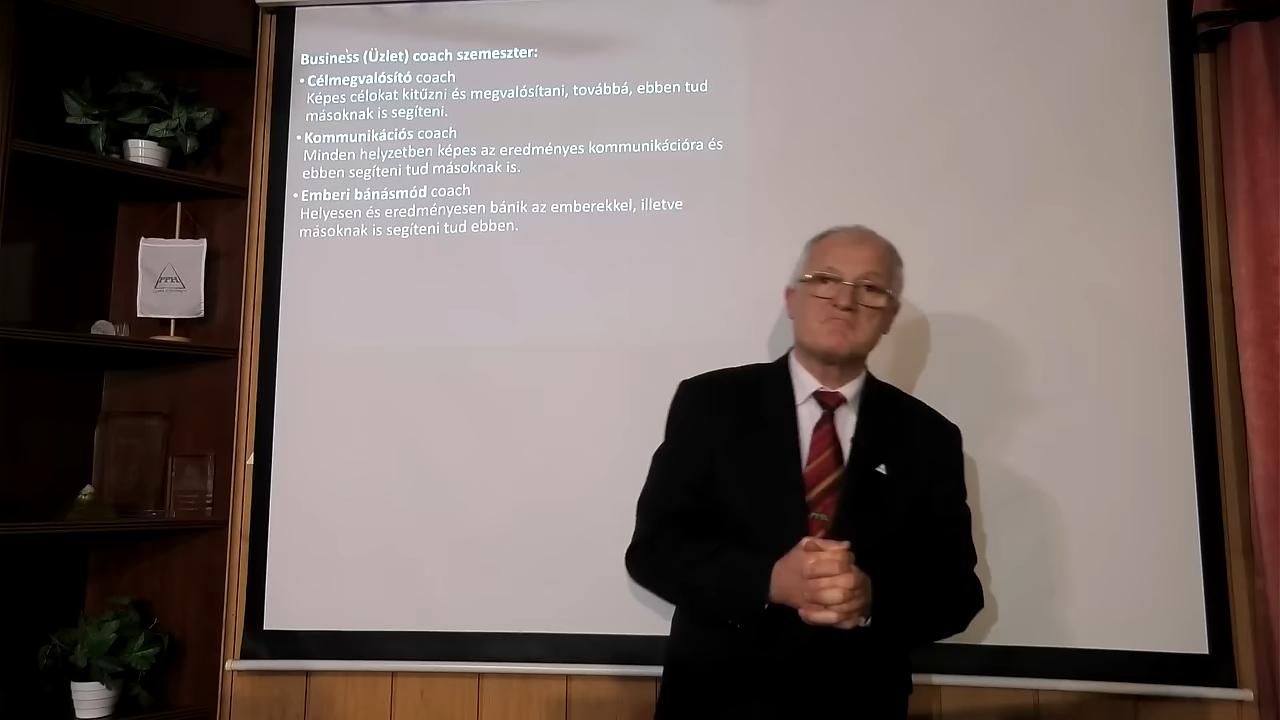 Business (Üzlet) coach szemeszter:
• Célmegvalósító coach
Képes célokat kitűzni és megvalósítani, továbbá, ebben tud
másoknak is segíteni.
• Kommunikációs coach
Minden helyzetben képes az eredményes kommunikációra és
ebben segíteni tud másoknak is.
• Emberi bánásmód coach
Helyesen és eredményesen bánik az emberekkel, illetve
másoknak is segíteni tud ebben.